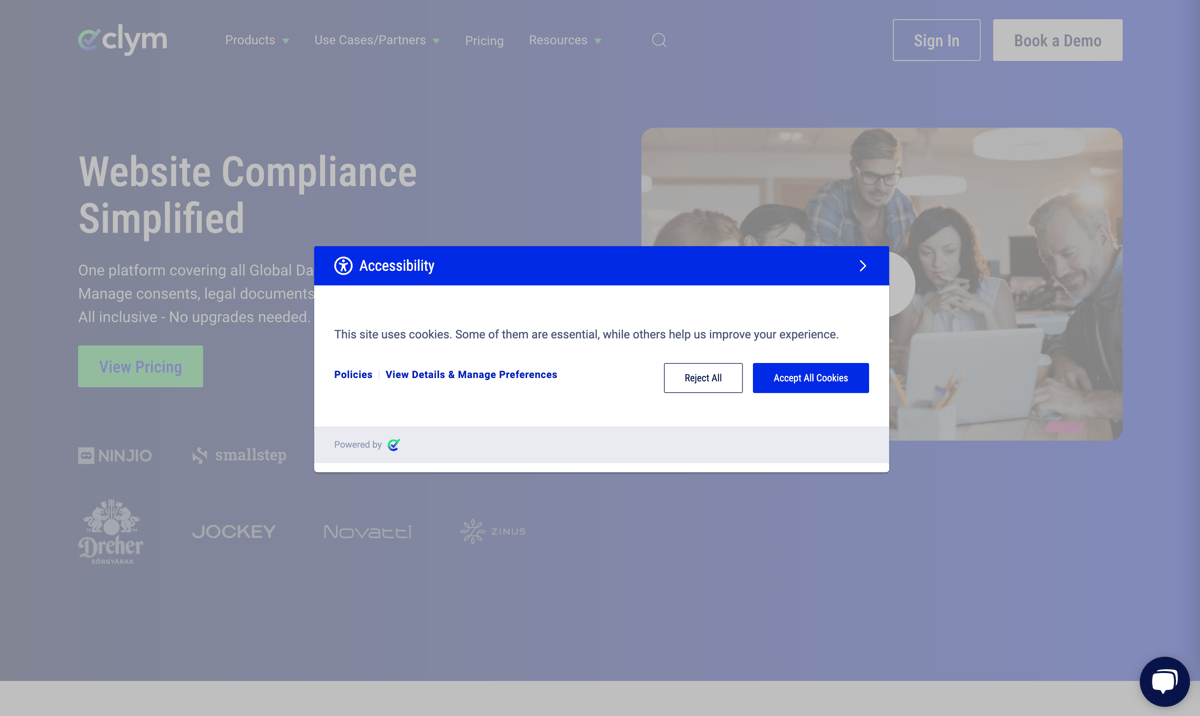 clym
Products
Use Cases/Partners
Pricing
Resources
Sign In
Book a Demo
Website Compliance
Simplified
One platform covering all Global Da
Manage consents, legal documents
All inclusive - No upgrades needed.
View Pricing
Accessibility
This site uses cookies. Some of them are essential, while others help us improve your experience.
Policies
View Details & Manage Preferences
Reject All
Accept All Cookies
Powered by
NINJIO
smallstep
Dreher
SÖRGYÁRAK
JOCKEY
Novatti
ZINUS